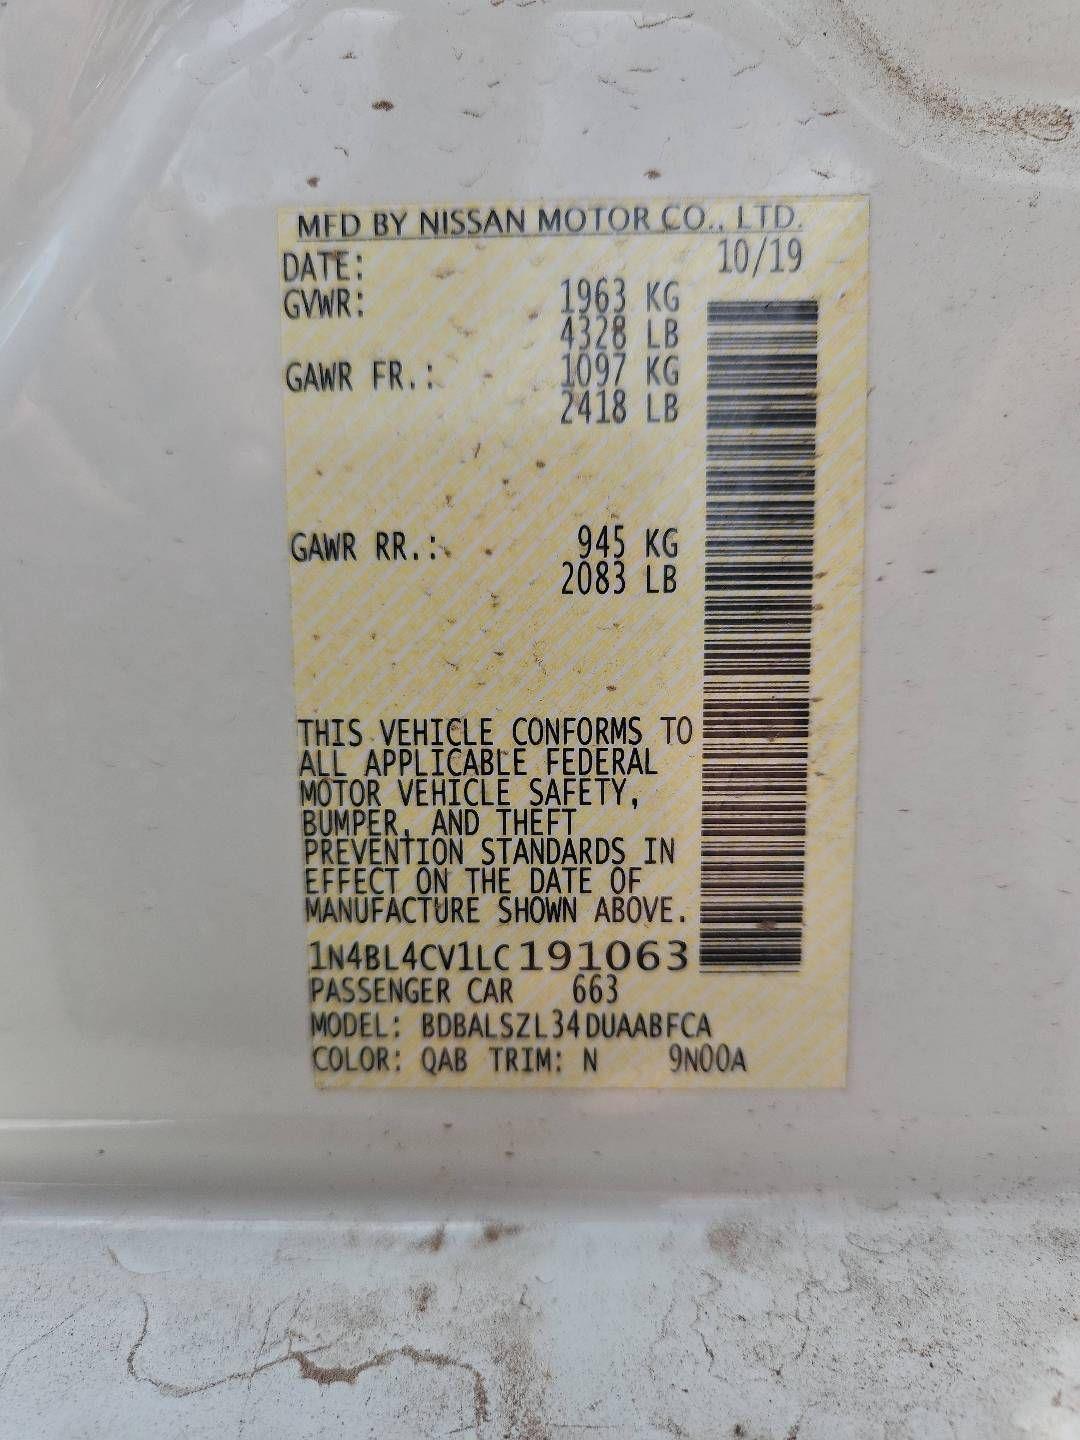 MFD BY NISSAN MOTOR CO., LTD.
DATE: 10/19
GVWR: 1963 KG
4328 LB
GAWR FR.: 1097 KG
2418 LB
GAWR RR.: 945 KG
2083 LB
THIS VEHICLE CONFORMS TO
ALL APPLICABLE FEDERAL
MOTOR VEHICLE SAFETY,
BUMPER, AND THEFT
PREVENTION STANDARDS IN
EFFECT ON THE DATE OF
MANUFACTURE SHOWN ABOVE.
1N4BL4CV1LC191063
PASSENGER CAR 663
MODEL: BDBALSZL34DUAABFCA
COLOR: QAB TRIM: N 9N00A